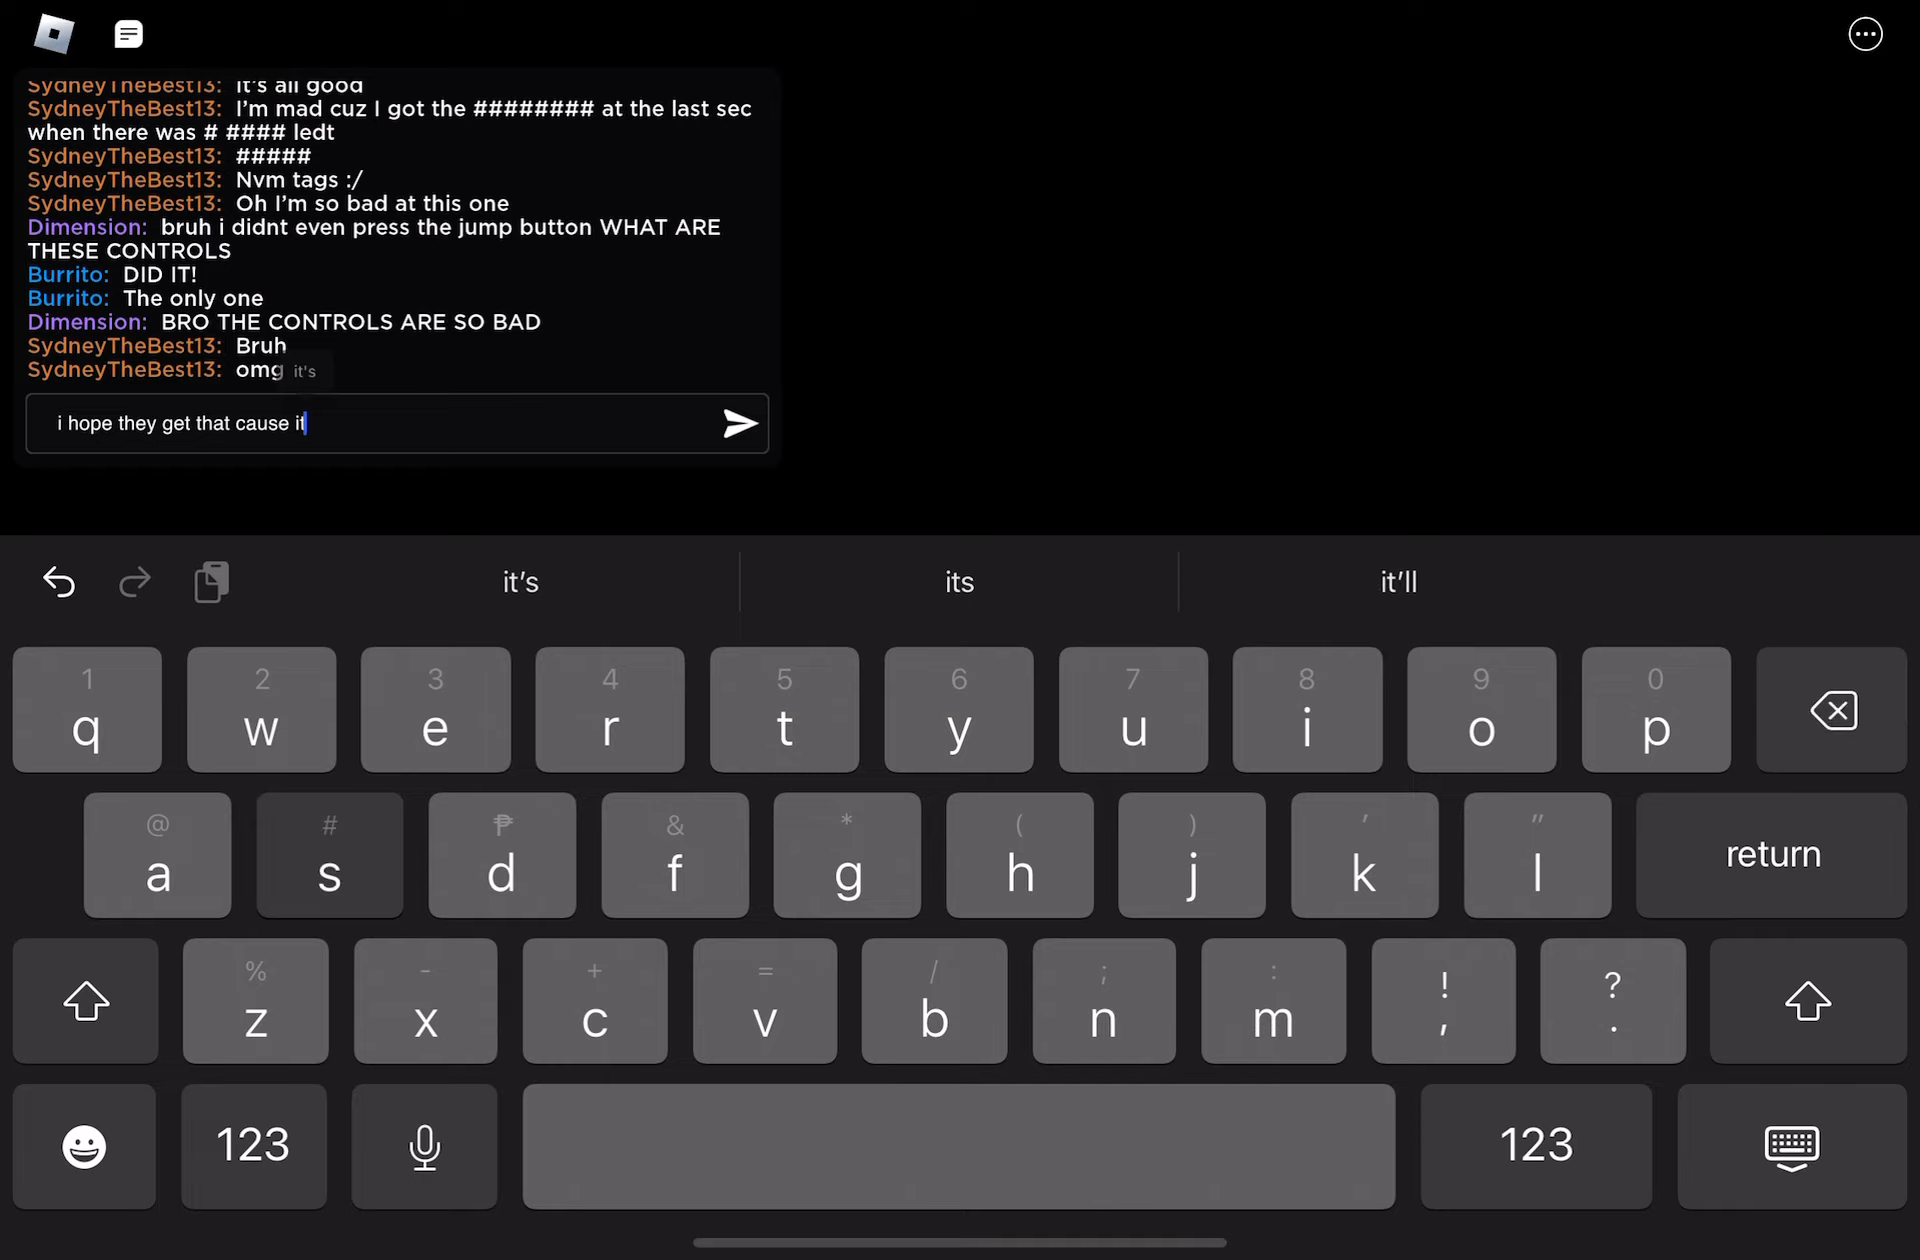 SydneyTheBest13: It's all good
SydneyTheBest13: I'm mad cuz I got the ######## at the last sec
when there was # #### ledt
SydneyTheBest13: #####
SydneyTheBest13: Nvm tags :/
SydneyTheBest13: Oh I'm so bad at this one
Dimension: bruh i didnt even press the jump button WHAT ARE
THESE CONTROLS
Burrito: DID IT!
Burrito: The only one
Dimension: BRO THE CONTROLS ARE SO BAD
SydneyTheBest13: Bruh
SydneyTheBest13: omg it's
i hope they get that cause it
it's its it'll
1 2 3 4 5 6 7 8 9 0
q w e r t y u i o p
@ # ₱ & * ( ) ' "
a s d f g h j k l return
% - + = / ; : ! ?
z x c v b n m , .
123 123